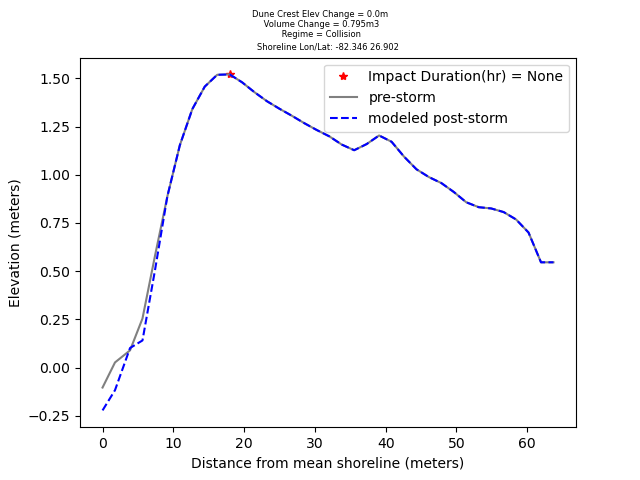 Dune Crest Elev Change = 0.0m
Volume Change = 0.795m3
Regime = Collision
Shoreline Lon/Lat: -82.346 26.902
Impact Duration(hr) = None
pre-storm
modeled post-storm
1.50
1.25
1.00
0.75
0.50
0.25
0.00
−0.25
Elevation (meters)
0 10 20 30 40 50 60
Distance from mean shoreline (meters)